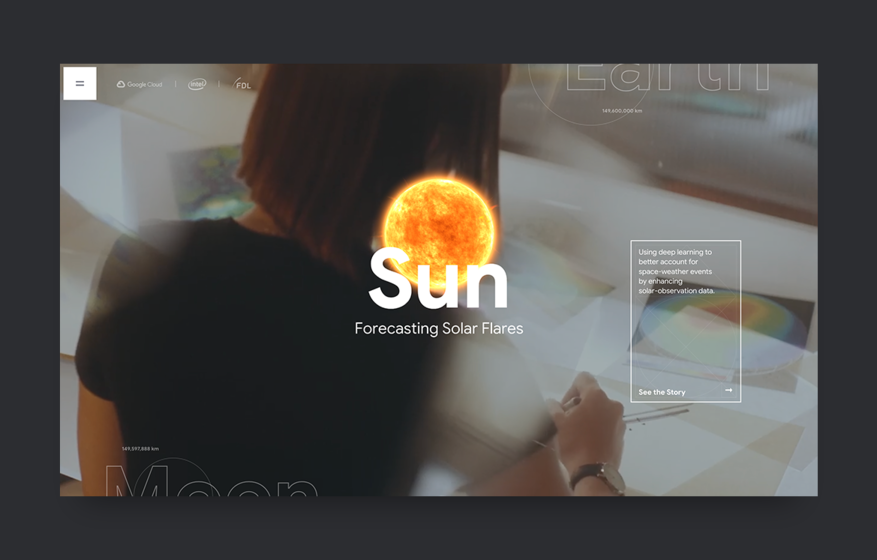 Google Cloud
intel
FDL
Earth
149,600,000 km
Sun
Forecasting Solar Flares
Using deep learning to
better account for
space-weather events
by enhancing
solar-observation data.
See the Story
149,597,888 km
Moon